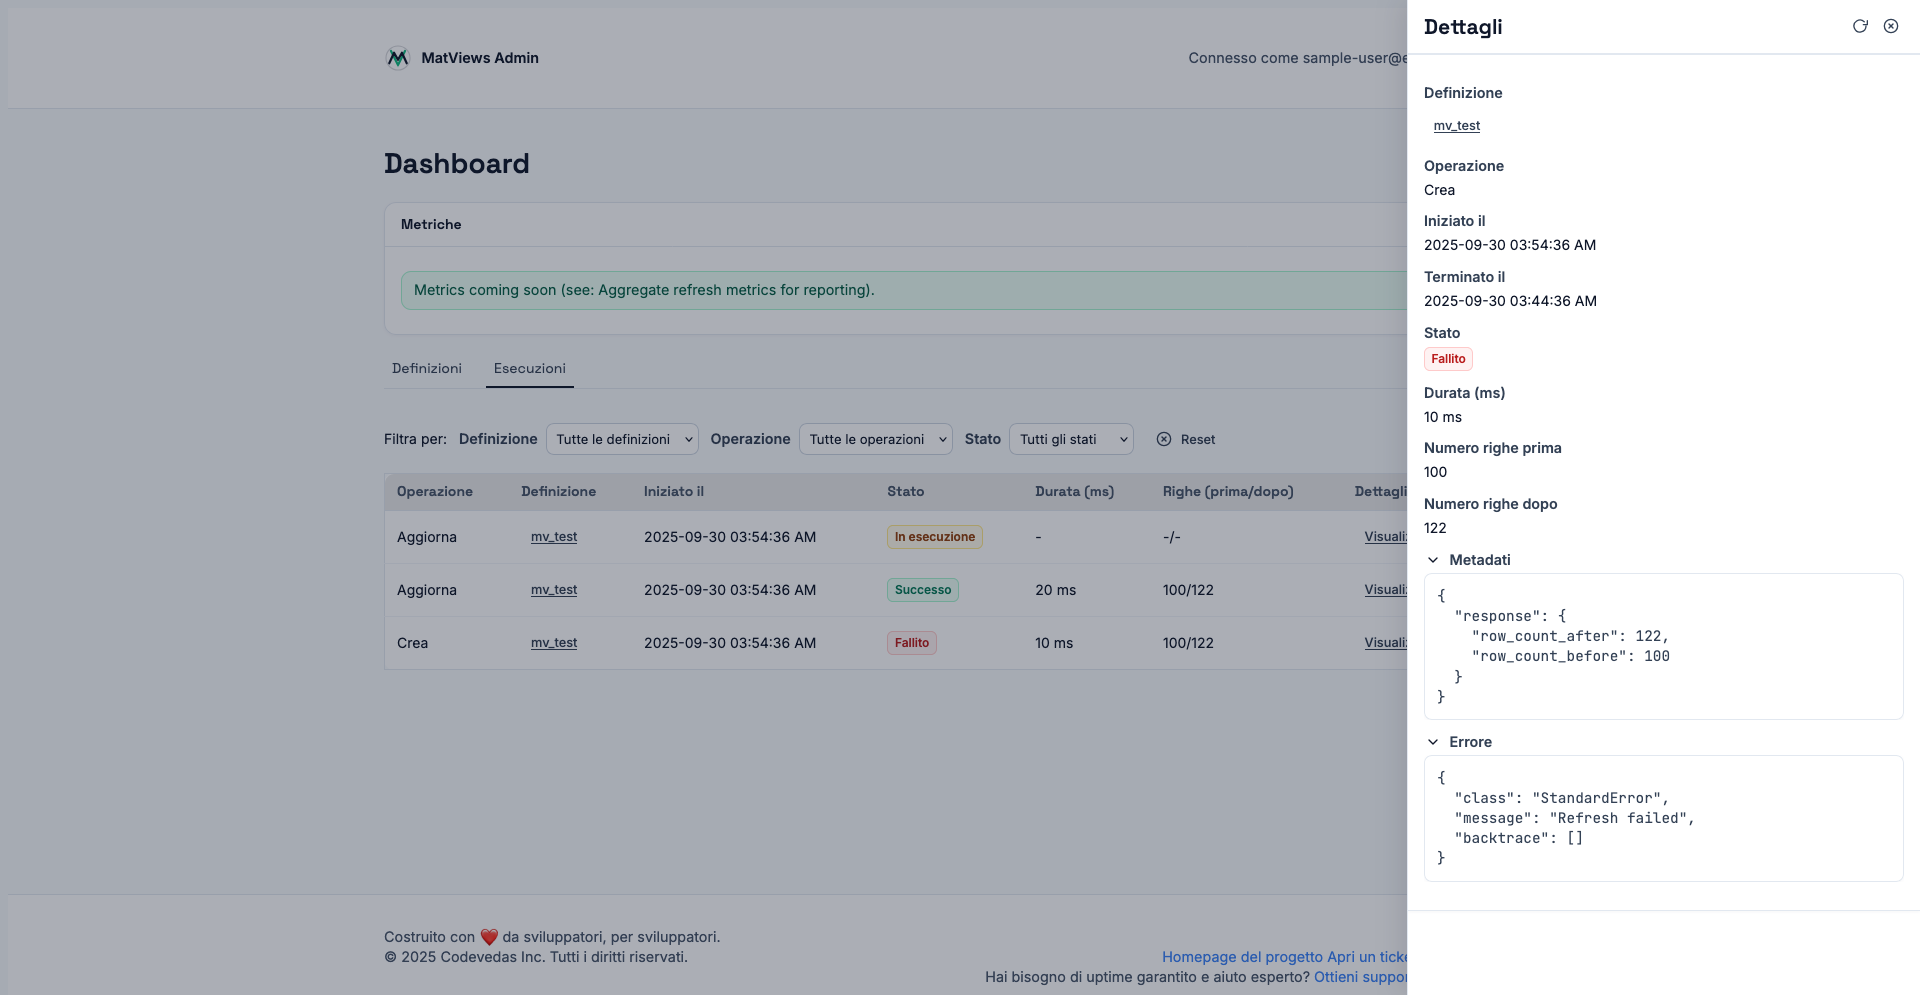 MatViews Admin
Connesso come sample-user@e
Dashboard
Metriche
Metrics coming soon (see: Aggregate refresh metrics for reporting).
Definizioni Esecuzioni
Filtra per: Definizione Tutte le definizioni Operazione Tutte le operazioni Stato Tutti gli stati Reset
Operazione Definizione Iniziato il Stato Durata (ms) Righe (prima/dopo) Dettagli
Aggiorna mv_test 2025-09-30 03:54:36 AM In esecuzione - -/- Visualiz
Aggiorna mv_test 2025-09-30 03:54:36 AM Successo 20 ms 100/122 Visualiz
Crea mv_test 2025-09-30 03:54:36 AM Fallito 10 ms 100/122 Visualiz
Costruito con ❤️ da sviluppatori, per sviluppatori.
© 2025 Codevedas Inc. Tutti i diritti riservati.
Homepage del progetto Apri un ticke
Hai bisogno di uptime garantito e aiuto esperto? Ottieni suppor
Dettagli
Definizione
mv_test
Operazione
Crea
Iniziato il
2025-09-30 03:54:36 AM
Terminato il
2025-09-30 03:44:36 AM
Stato
Fallito
Durata (ms)
10 ms
Numero righe prima
100
Numero righe dopo
122
Metadati
{
"response": {
"row_count_after": 122,
"row_count_before": 100
}
}
Errore
{
"class": "StandardError",
"message": "Refresh failed",
"backtrace": []
}